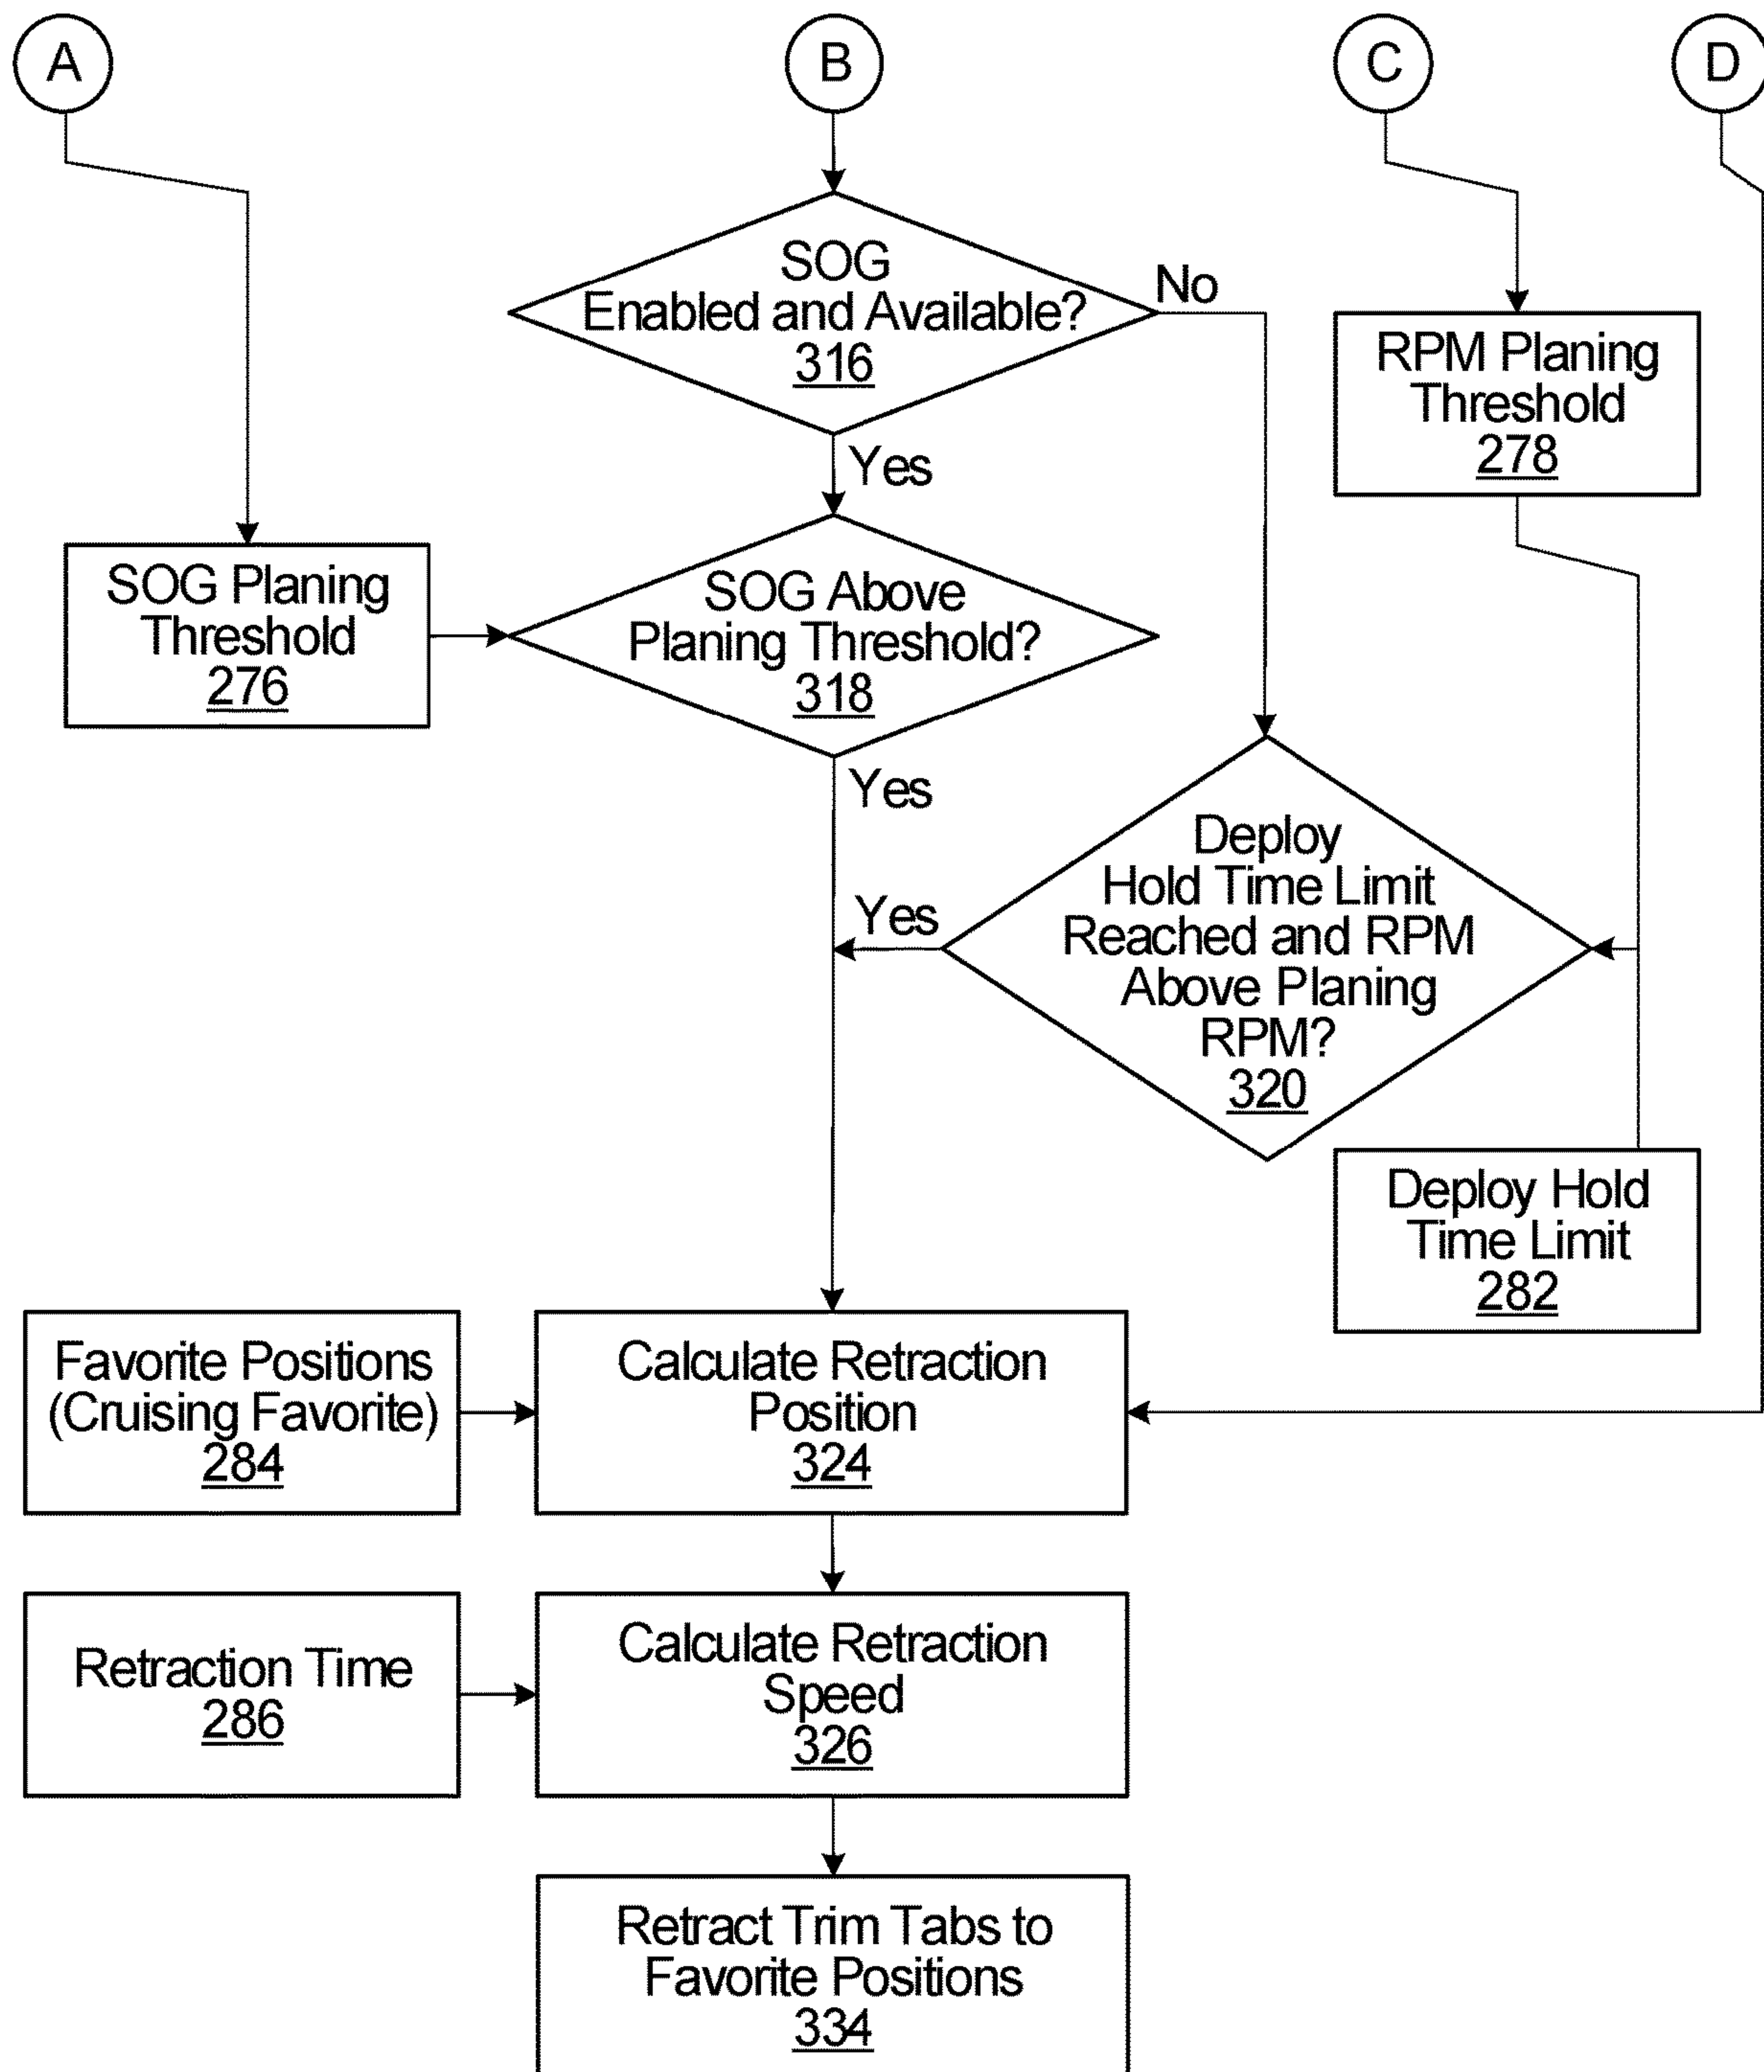 A
B
C
D
SOG
Enabled and Available?
316
No
RPM Planing
Threshold
278
Yes
SOG Planing
Threshold
276
SOG Above
Planing Threshold?
318
Yes
Deploy
Hold Time Limit
Reached and RPM
Above Planing
RPM?
320
Yes
Deploy Hold
Time Limit
282
Favorite Positions
(Cruising Favorite)
284
Calculate Retraction
Position
324
Retraction Time
286
Calculate Retraction
Speed
326
Retract Trim Tabs to
Favorite Positions
334